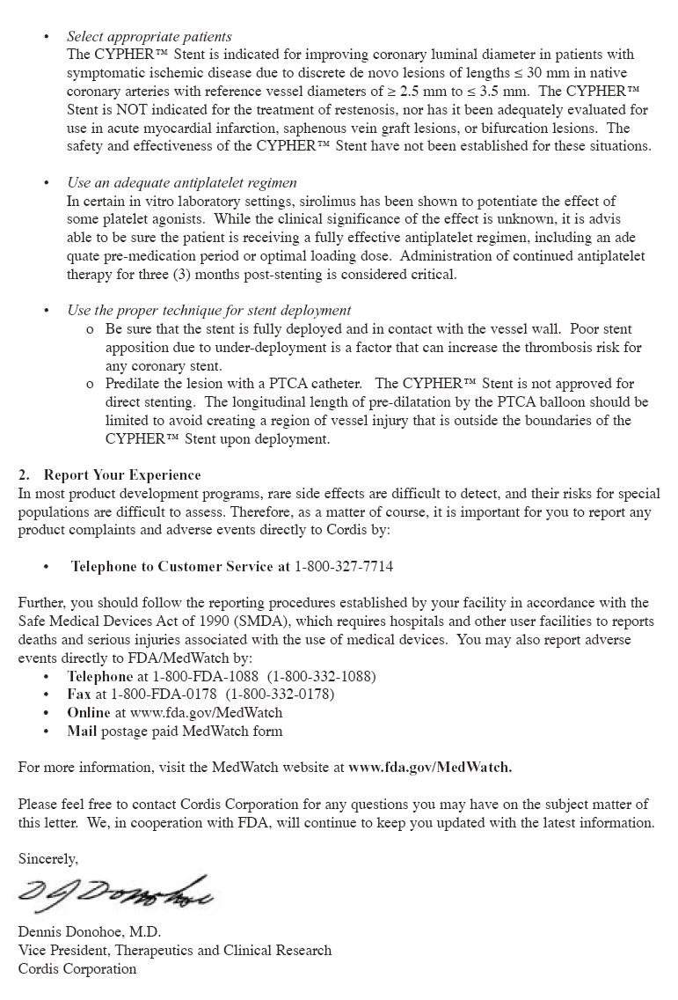 • Select appropriate patients
The CYPHER™ Stent is indicated for improving coronary luminal diameter in patients with
symptomatic ischemic disease due to discrete de novo lesions of lengths ≤ 30 mm in native
coronary arteries with reference vessel diameters of ≥ 2.5 mm to ≤ 3.5 mm.  The CYPHER™
Stent is NOT indicated for the treatment of restenosis, nor has it been adequately evaluated for
use in acute myocardial infarction, saphenous vein graft lesions, or bifurcation lesions.  The
safety and effectiveness of the CYPHER™ Stent have not been established for these situations.
• Use an adequate antiplatelet regimen
In certain in vitro laboratory settings, sirolimus has been shown to potentiate the effect of
some platelet agonists.  While the clinical significance of the effect is unknown, it is advis
able to be sure the patient is receiving a fully effective antiplatelet regimen, including an ade
quate pre-medication period or optimal loading dose.  Administration of continued antiplatelet
therapy for three (3) months post-stenting is considered critical.
• Use the proper technique for stent deployment
o Be sure that the stent is fully deployed and in contact with the vessel wall.  Poor stent
apposition due to under-deployment is a factor that can increase the thrombosis risk for
any coronary stent.
o Predilate the lesion with a PTCA catheter.   The CYPHER™ Stent is not approved for
direct stenting.  The longitudinal length of pre-dilatation by the PTCA balloon should be
limited to avoid creating a region of vessel injury that is outside the boundaries of the
CYPHER™ Stent upon deployment.
2. Report Your Experience
In most product development programs, rare side effects are difficult to detect, and their risks for special
populations are difficult to assess. Therefore, as a matter of course, it is important for you to report any
product complaints and adverse events directly to Cordis by:
• Telephone to Customer Service at 1-800-327-7714
Further, you should follow the reporting procedures established by your facility in accordance with the
Safe Medical Devices Act of 1990 (SMDA), which requires hospitals and other user facilities to reports
deaths and serious injuries associated with the use of medical devices.  You may also report adverse
events directly to FDA/MedWatch by:
• Telephone at 1-800-FDA-1088  (1-800-332-1088)
• Fax at 1-800-FDA-0178  (1-800-332-0178)
• Online at www.fda.gov/MedWatch
• Mail postage paid MedWatch form
For more information, visit the MedWatch website at www.fda.gov/MedWatch.
Please feel free to contact Cordis Corporation for any questions you may have on the subject matter of
this letter.  We, in cooperation with FDA, will continue to keep you updated with the latest information.
Sincerely,
D J Donohoe
Dennis Donohoe, M.D.
Vice President, Therapeutics and Clinical Research
Cordis Corporation